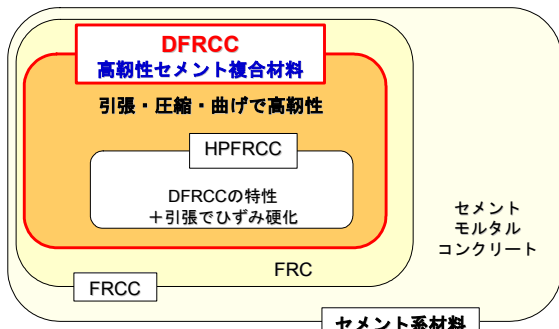 DFRCC
高靭性セメント複合材料
引張・圧縮・曲げで高靭性
HPFRCC
DFRCCの特性
＋引張でひずみ硬化
セメント
モルタル
コンクリート
FRC
FRCC
セメント系材料